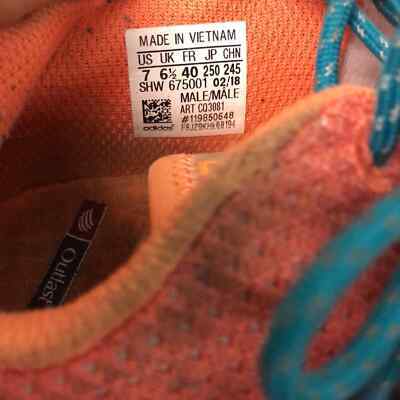 MADE IN VIETNAM
US UK FR JP CHN
7 6½ 40 250 245
SHW 675001 02/18
MALE/MALE
ART CQ3081
#119850648
adidas
Outlast